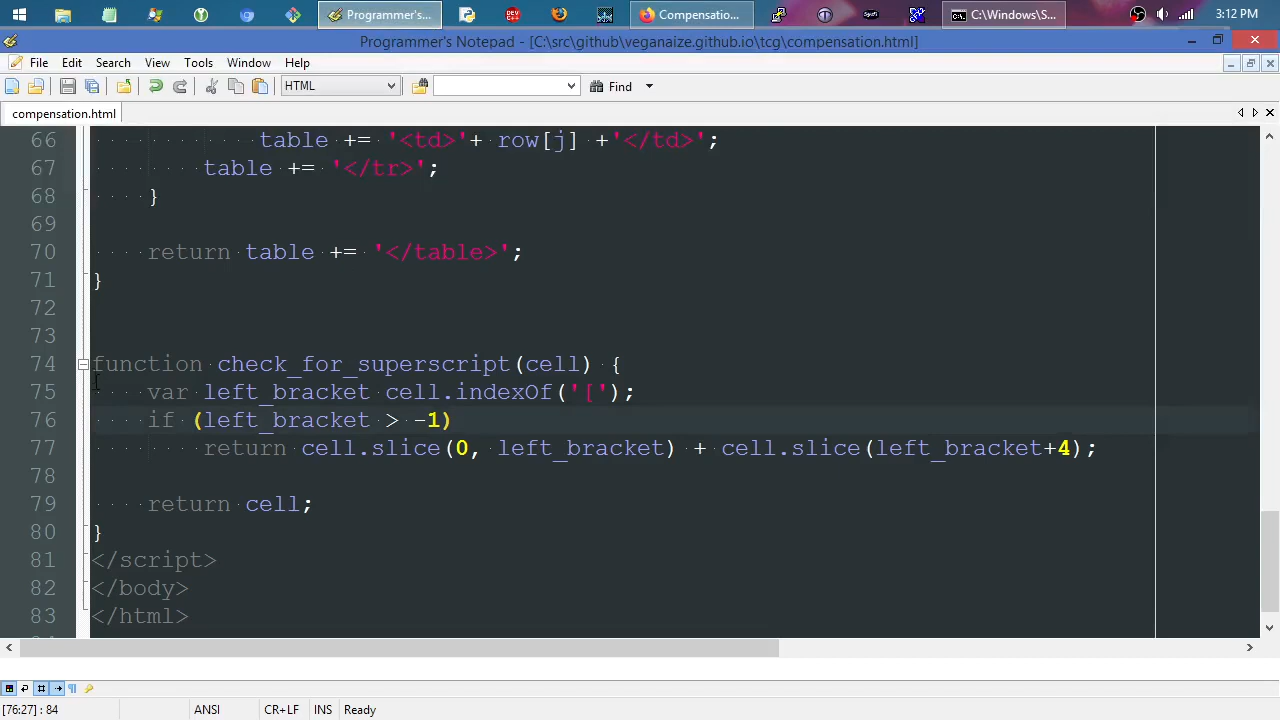 Programmer's...
Compensatio...
C:\Windows\S...
3:12 PM
Programmer's Notepad - [C:\src\github\veganaize.github.io\tcg\compensation.html]
File Edit Search View Tools Window Help
HTML
Find
compensation.html
66 table += '<td>'+ row[j] +'</td>';
67 table += '</tr>';
68 }
69
70 return table += '</table>';
71 }
72
73
74 function check_for_superscript(cell) {
75 var left_bracket cell.indexOf('[');
76 if (left_bracket > -1)
77 return cell.slice(0, left_bracket) + cell.slice(left_bracket+4);
78
79 return cell;
80 }
81 </script>
82 </body>
83 </html>
[76:27] : 84
ANSI
CR+LF
INS
Ready